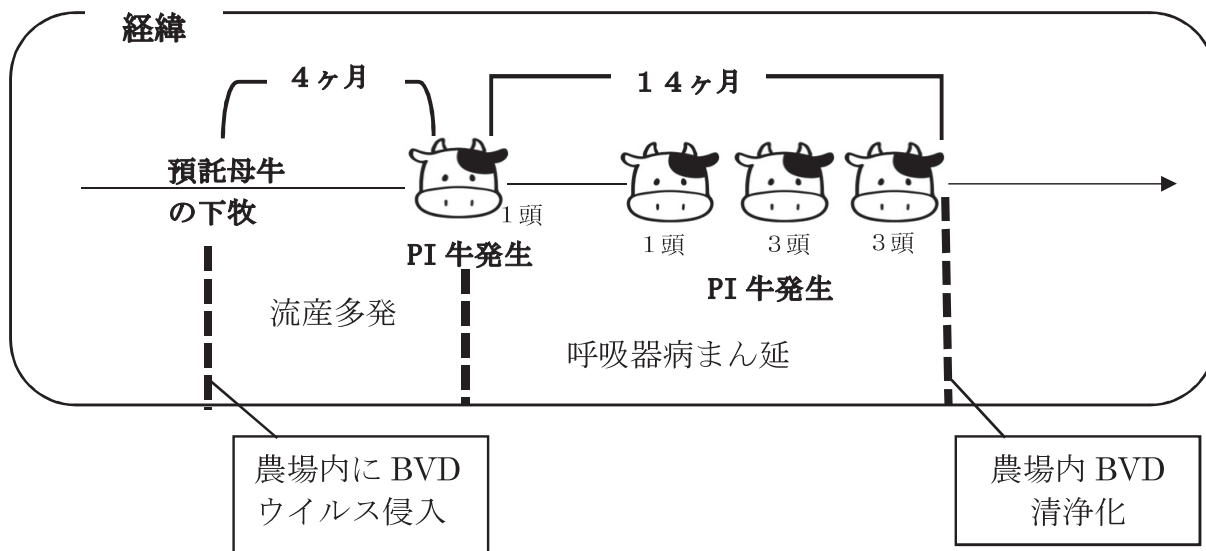 経緯
4ヶ月
14ヶ月
預託母牛
の下牧
1頭
1頭
3頭
3頭
PI 牛発生
PI 牛発生
流産多発
呼吸器病まん延
農場内に BVD
ウイルス侵入
農場内 BVD
清浄化